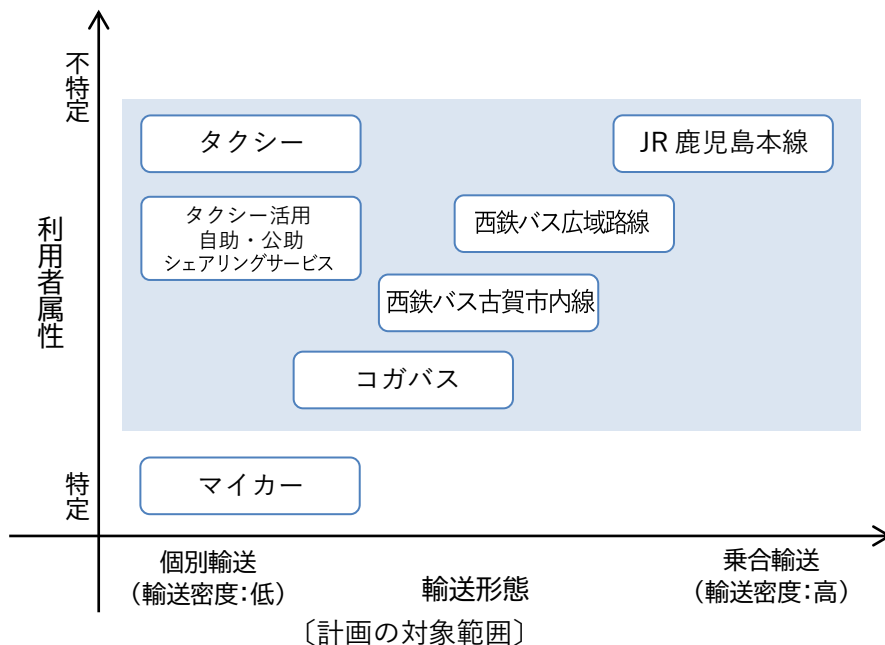 不特定
タクシー
JR 鹿児島本線
タクシー活用
自助・公助
シェアリングサービス
西鉄バス広域路線
利用者属性
西鉄バス古賀市内線
コガバス
特定
マイカー
個別輸送
（輸送密度：低）
輸送形態
乗合輸送
（輸送密度：高）
〔計画の対象範囲〕